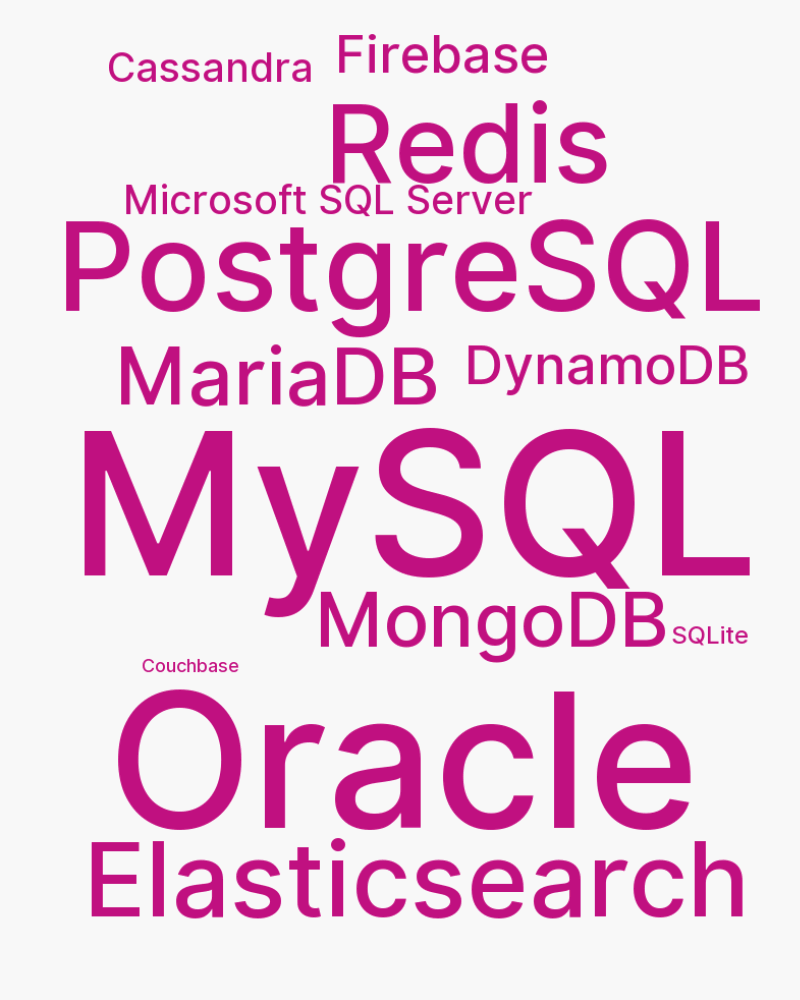 Cassandra
Firebase
Redis
Microsoft SQL Server
PostgreSQL
MariaDB
DynamoDB
MySQL
MongoDB
SQLite
Couchbase
Oracle
Elasticsearch